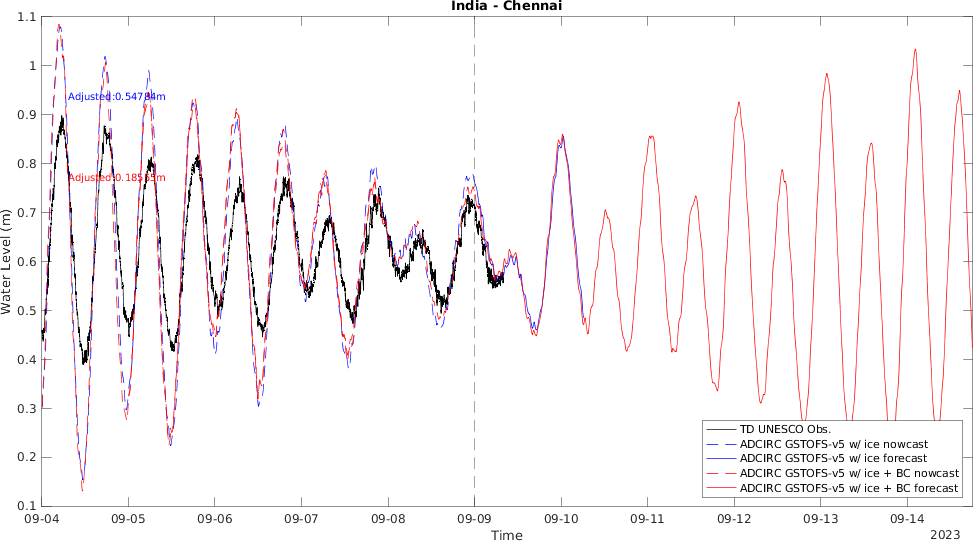 India - Chennai
1.1
1
0.9
0.8
0.7
0.6
0.5
0.4
0.3
0.2
0.1
Water Level (m)
Adjusted:0.54784m
TD UNESCO Obs.
ADCIRC GSTOFS-v5 w/ ice nowcast
ADCIRC GSTOFS-v5 w/ ice forecast
ADCIRC GSTOFS-v5 w/ ice + BC nowcast
ADCIRC GSTOFS-v5 w/ ice + BC forecast
09-04 09-05 09-06 09-07 09-08 09-09 09-10 09-11 09-12 09-13 09-14
Time
2023